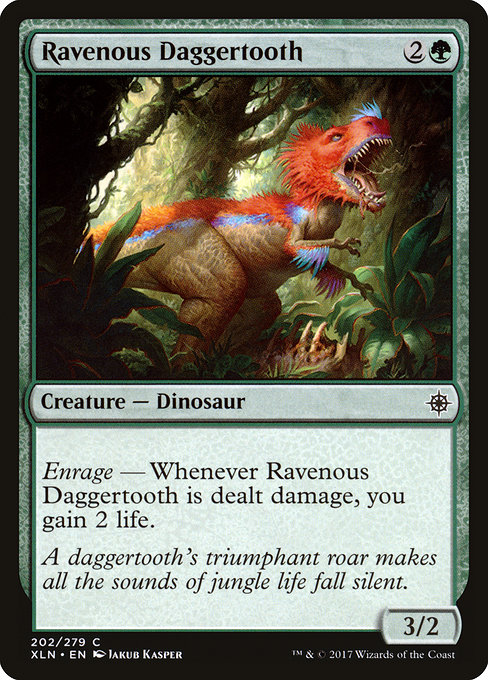 Ravenous Daggertooth 2
Creature — Dinosaur
Enrage — Whenever Ravenous
Daggertooth is dealt damage, you
gain 2 life.
A daggertooth's triumphant roar makes
all the sounds of jungle life fall silent.
3/2
202/279 C
XLN • EN Jakub Kasper
™ & © 2017 Wizards of the Coast